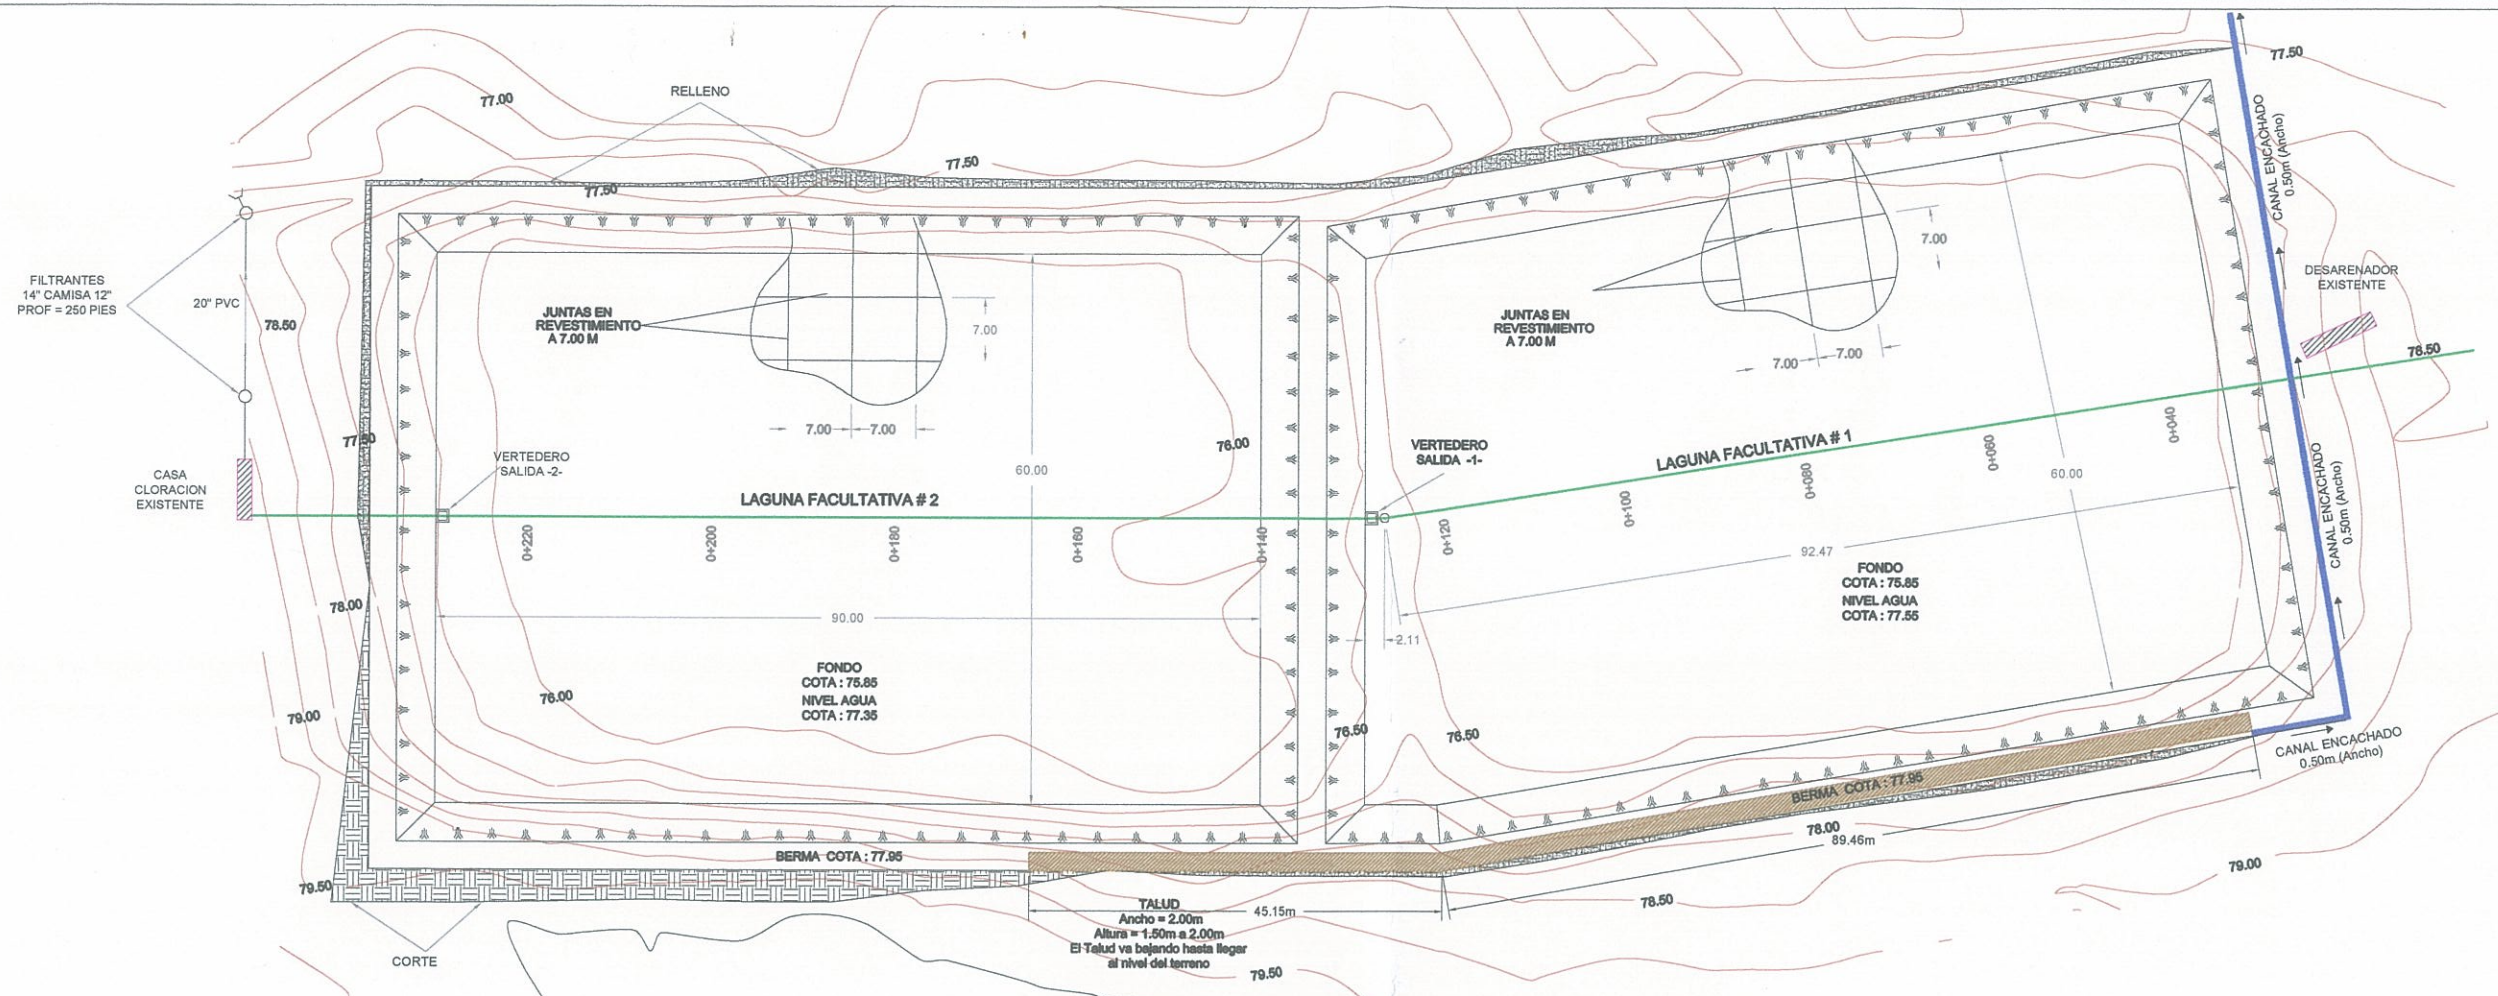 77.50
77.00
RELLENO
77.50
77.50
CANAL ENCACHADO
0.50m (Ancho)
FILTRANTES
14" CAMISA 12"
PROF = 250 PIES
20" PVC
78.50
JUNTAS EN
REVESTIMIENTO
A 7.00 M
7.00
7.00
7.00
JUNTAS EN
REVESTIMIENTO
A 7.00 M
7.00
7.00
7.00
DESARENADOR
EXISTENTE
78.50
77.50
CASA
CLORACION
EXISTENTE
VERTEDERO
SALIDA -2-
LAGUNA FACULTATIVA # 2
60.00
76.00
VERTEDERO
SALIDA -1-
LAGUNA FACULTATIVA # 1
60.00
0+220
0+200
0+180
0+160
0+140
0+120
0+100
0+080
0+060
0+040
CANAL ENCACHADO
0.50m (Ancho)
92.47
FONDO
COTA : 75.85
NIVEL AGUA
COTA : 77.55
78.00
90.00
2.11
FONDO
COTA : 75.85
NIVEL AGUA
COTA : 77.35
76.00
79.00
76.50
76.50
CANAL ENCACHADO
0.50m (Ancho)
BERMA COTA : 77.95
78.00
89.46m
BERMA COTA : 77.95
79.50
79.00
78.50
TALUD
Ancho = 2.00m
Altura = 1.50m a 2.00m
El Talud va bajando hasta llegar
al nivel del terreno
45.15m
CORTE
79.50